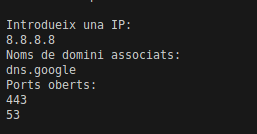 Introdueix una IP:
8.8.8.8
Noms de domini associats:
dns.google
Ports oberts:
443
53